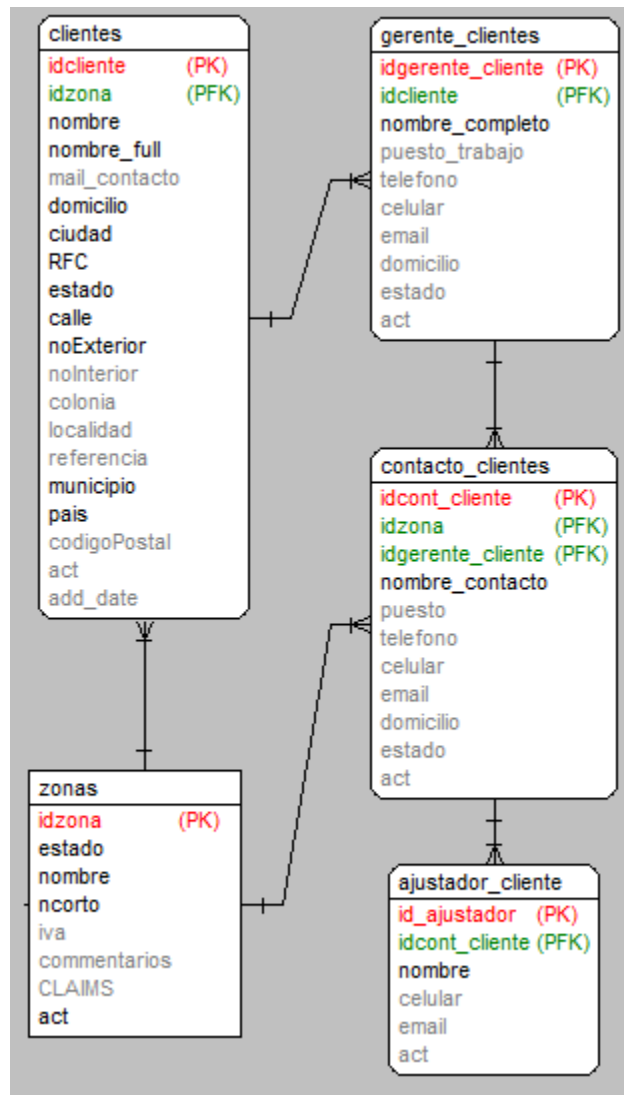 clientes
idcliente (PK)
idzona (PFK)
nombre
nombre_full
mail_contacto
domicilio
ciudad
RFC
estado
calle
noExterior
noInterior
colonia
localidad
referencia
municipio
pais
codigoPostal
act
add_date
gerente_clientes
idgerente_cliente (PK)
idcliente (PFK)
nombre_completo
puesto_trabajo
telefono
celular
email
domicilio
estado
act
contacto_clientes
idcont_cliente (PK)
idzona (PFK)
idgerente_cliente (PFK)
nombre_contacto
puesto
telefono
celular
email
domicilio
estado
act
zonas
idzona (PK)
estado
nombre
ncorto
iva
commentarios
CLAIMS
act
ajustador_cliente
id_ajustador (PK)
idcont_cliente (PFK)
nombre
celular
email
act